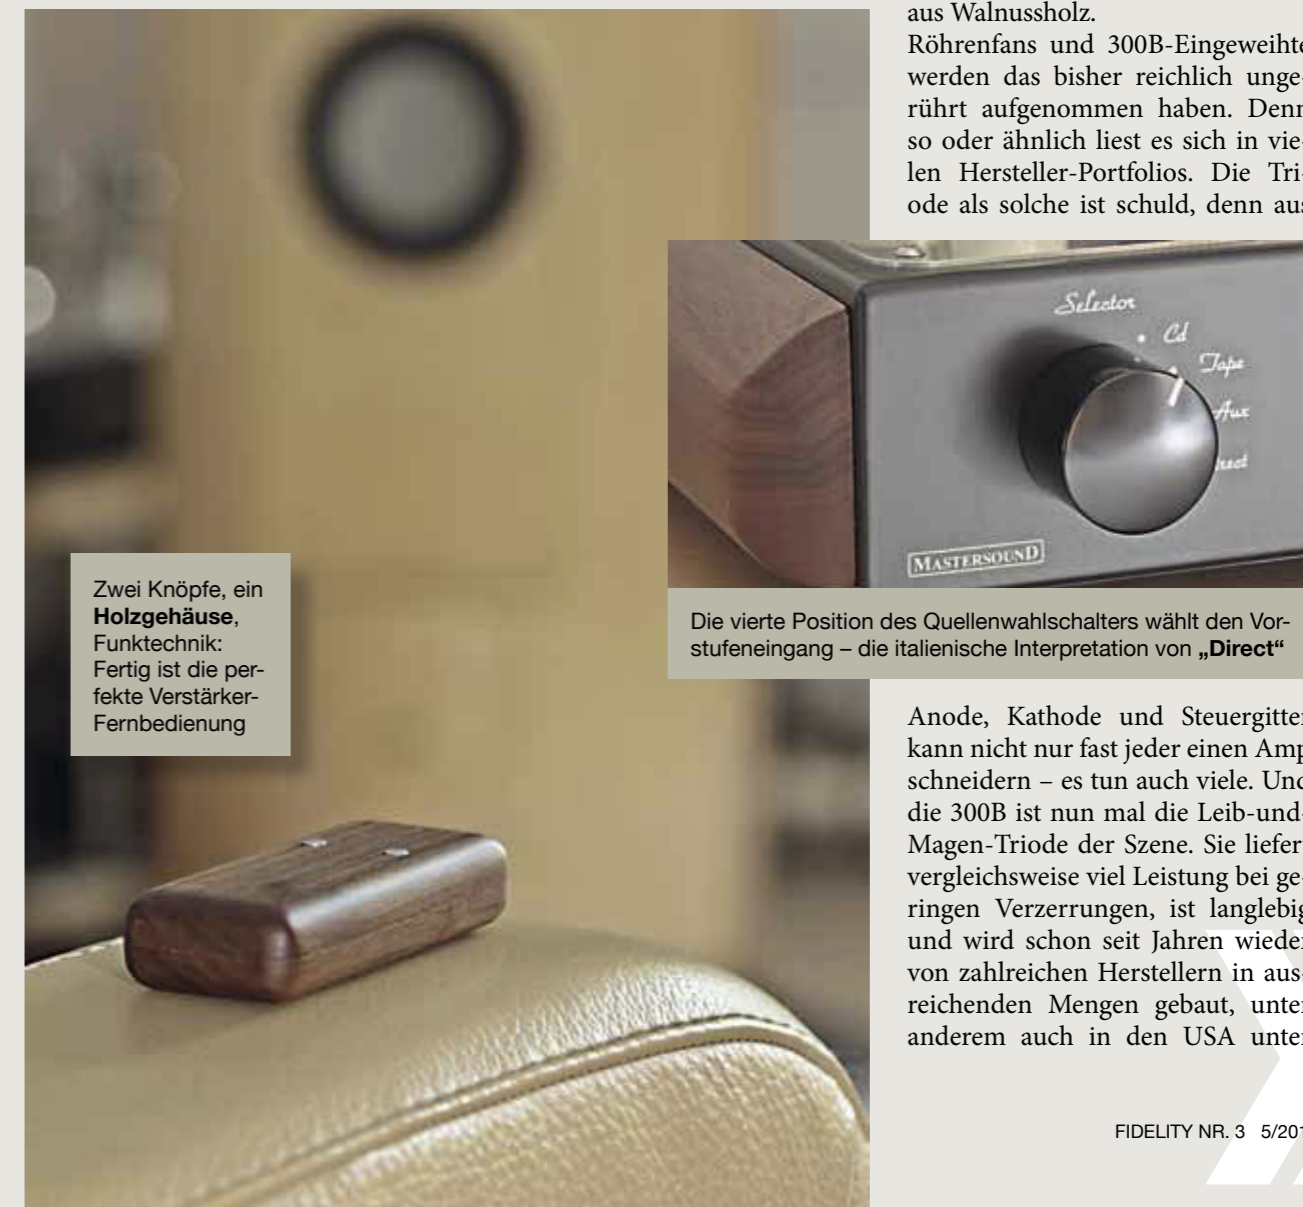 aus Walnussholz.
Röhrenfans und 300B-Eingeweihte
werden das bisher reichlich unge-
rührt aufgenommen haben. Denn
so oder ähnlich liest es sich in vie-
len Hersteller-Portfolios. Die Tri-
ode als solche ist schuld, denn aus
Selector
Cd
Tape
Aux
MASTERSOUND
Die vierte Position des Quellenwahlschalters wählt den Vor-
stufeneingang – die italienische Interpretation von „Direct“
Zwei Knöpfe, ein
Holzgehäuse,
Funktechnik:
Fertig ist die per-
fekte Verstärker-
Fernbedienung
Anode, Kathode und Steuergitter
kann nicht nur fast jeder einen Amp
schneidern – es tun auch viele. Und
die 300B ist nun mal die Leib-und-
Magen-Triode der Szene. Sie liefert
vergleichsweise viel Leistung bei ge-
ringen Verzerrungen, ist langlebig
und wird schon seit Jahren wieder
von zahlreichen Herstellern in aus-
reichenden Mengen gebaut, unter
anderem auch in den USA unter
FIDELITY NR. 3 5/201